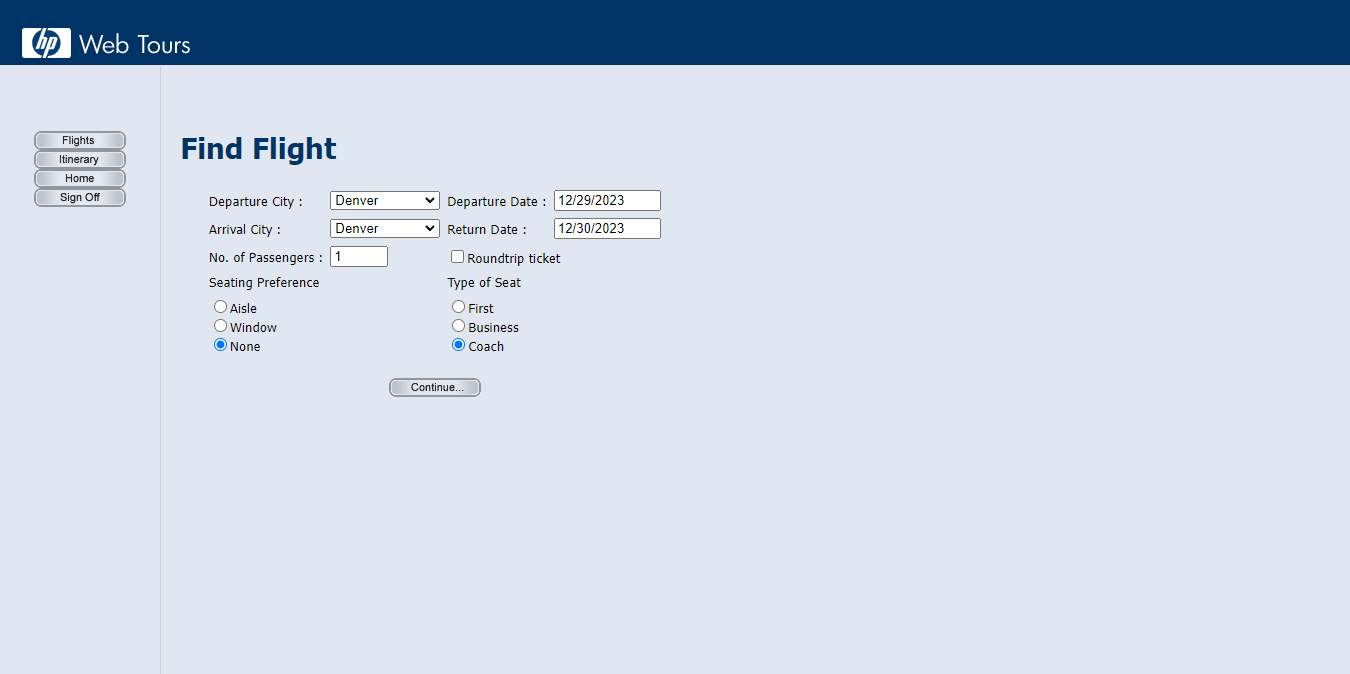 hp Web Tours
Flights
Itinerary
Home
Sign Off
Find Flight
Departure City : Denver Departure Date : 12/29/2023
Arrival City : Denver Return Date : 12/30/2023
No. of Passengers : 1 Roundtrip ticket
Seating Preference Type of Seat
Aisle First
Window Business
None Coach
Continue...